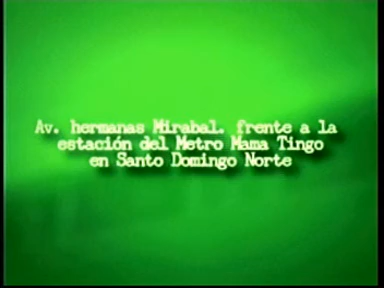 Av. hermanas Mirabal. frente a la
estación del Metro Mama Tingo
en Santo Domingo Norte